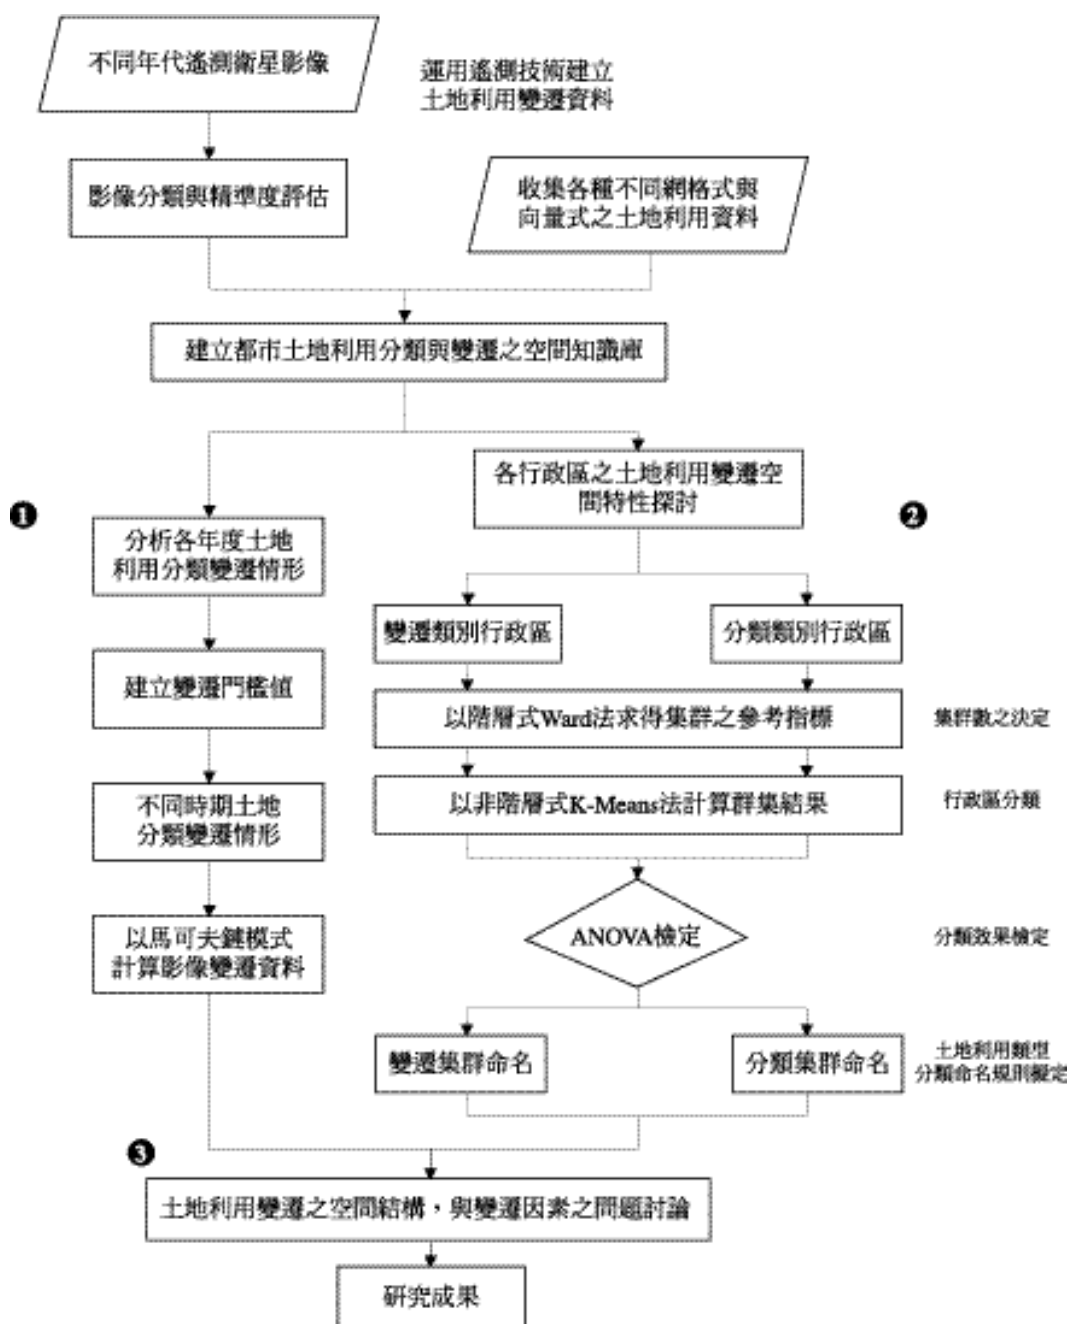 不同年代遙測衛星影像
運用遙測技術建立
土地利用變遷資料
影像分類與精準度評估
收集各種不同網格式與
向量式之土地利用資料
建立都市土地利用分類與變遷之空間知識庫
各行政區之土地利用變遷空
間特性探討
❶
❷
分析各年度土地
利用分類變遷情形
變遷類別行政區
分類類別行政區
建立變遷門檻值
以階層式Ward法求得集群之參考指標
集群數之決定
不同時期土地
分類變遷情形
以非階層式K-Means法計算群集結果
行政區分類
以馬可夫鏈模式
計算影像變遷資料
ANOVA檢定
分類效果檢定
變遷集群命名
分類集群命名
土地利用類型
分類命名規則擬定
❸
土地利用變遷之空間結構，與變遷因素之問題討論
研究成果